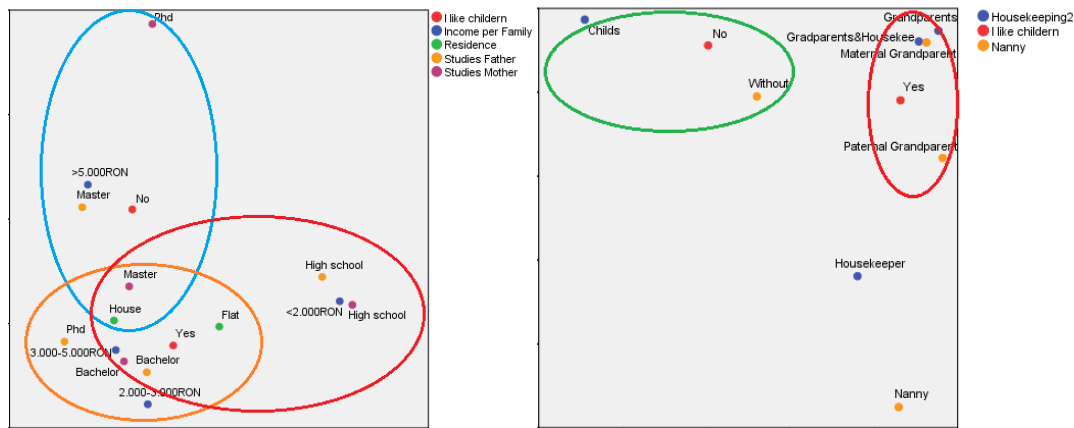 Phd
I like childern
Income per Family
Residence
Studies Father
Studies Mother
>5.000RON
Master
No
High school
Master
<2.000RON
High school
House
Flat
Phd
Yes
3.000-5.000RON
Bachelor
Bachelor
2.000-3.000RON
Childs
No
Grandparents
Gradparents&Housekee
Maternal Grandparent
Without
Yes
Paternal Grandparent
Housekeeper
Nanny
Housekeeping2
I like childern
Nanny